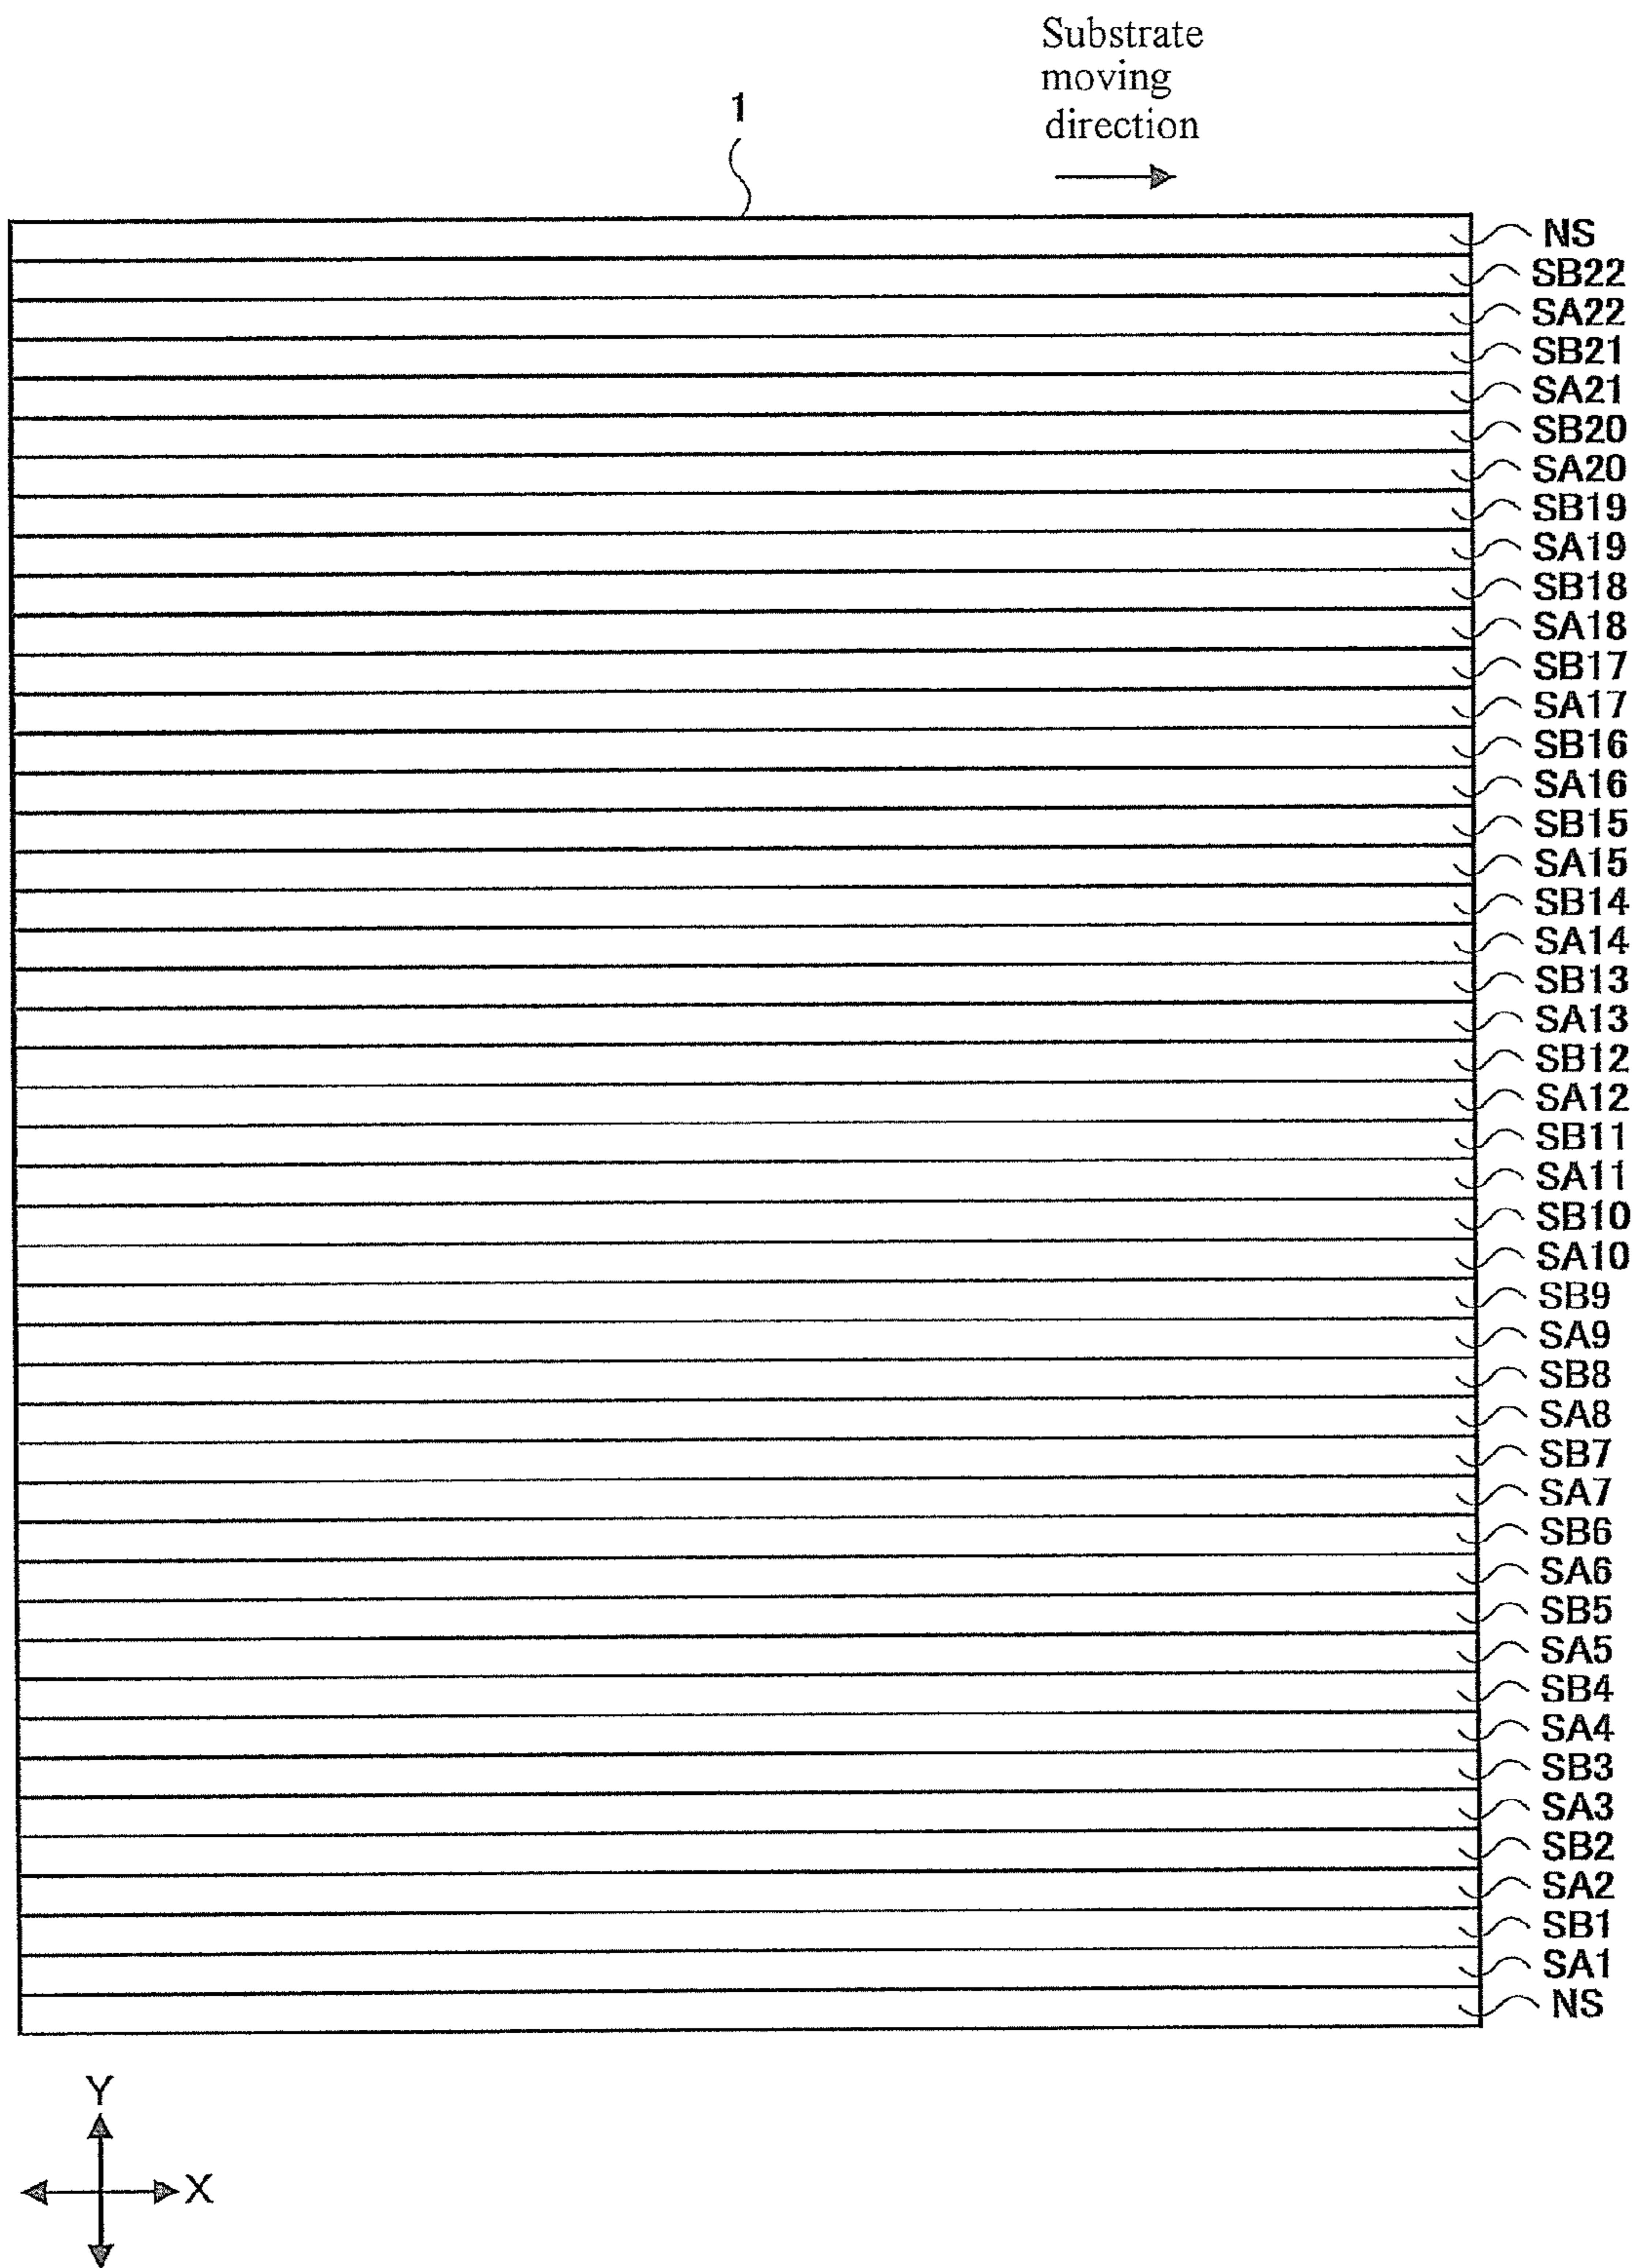 Substrate
moving
direction
1
NS
SB22
SA22
SB21
SA21
SB20
SA20
SB19
SA19
SB18
SA18
SB17
SA17
SB16
SA16
SB15
SA15
SB14
SA14
SB13
SA13
SB12
SA12
SB11
SA11
SB10
SA10
SB9
SA9
SB8
SA8
SB7
SA7
SB6
SA6
SB5
SA5
SB4
SA4
SB3
SA3
SB2
SA2
SB1
SA1
NS
Y
X